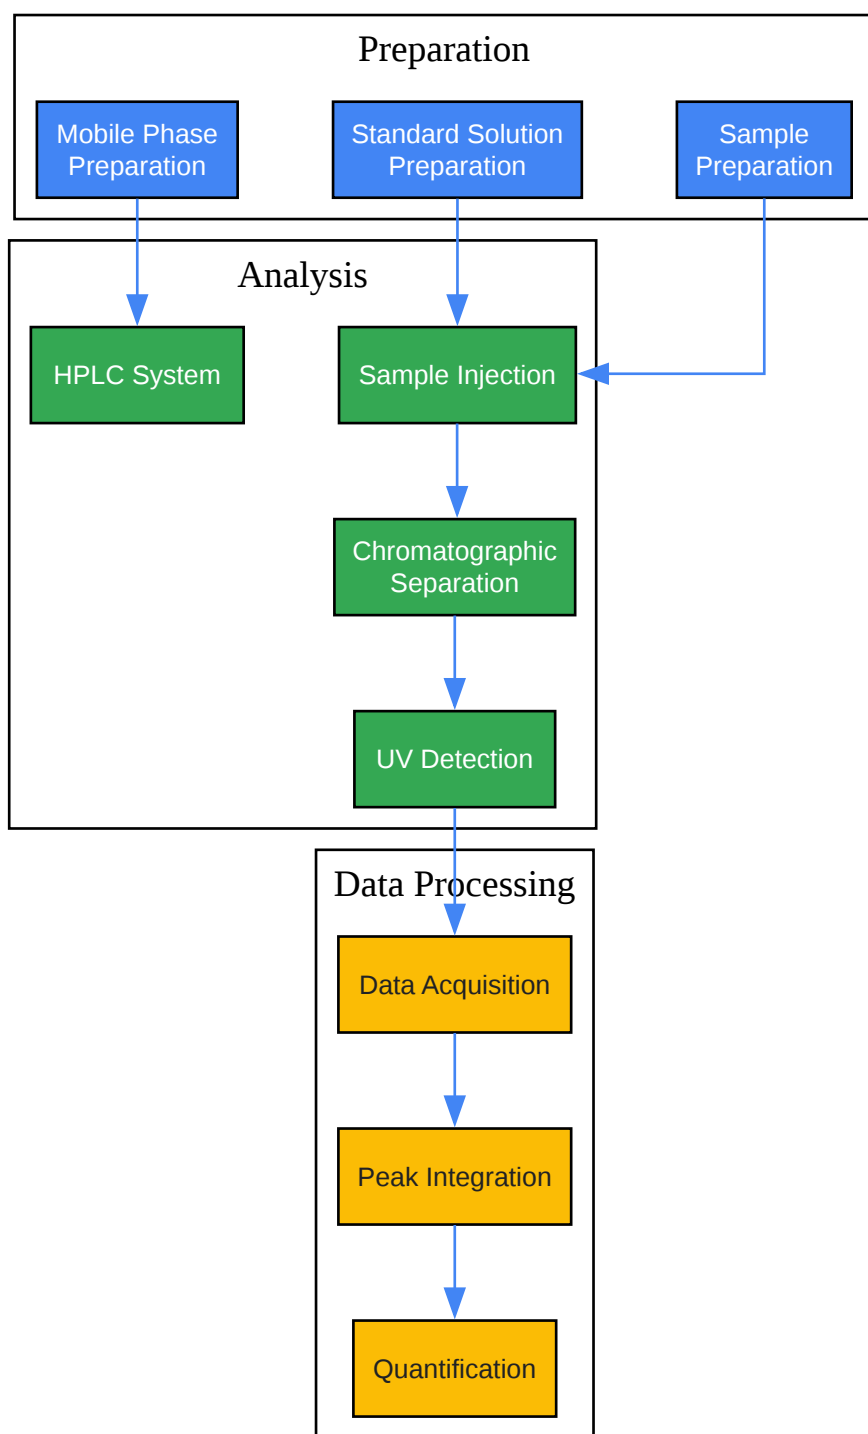 Preparation
Mobile Phase
Preparation
Standard Solution
Preparation
Sample
Preparation
Analysis
HPLC System
Sample Injection
Chromatographic
Separation
UV Detection
Data Processing
Data Acquisition
Peak Integration
Quantification